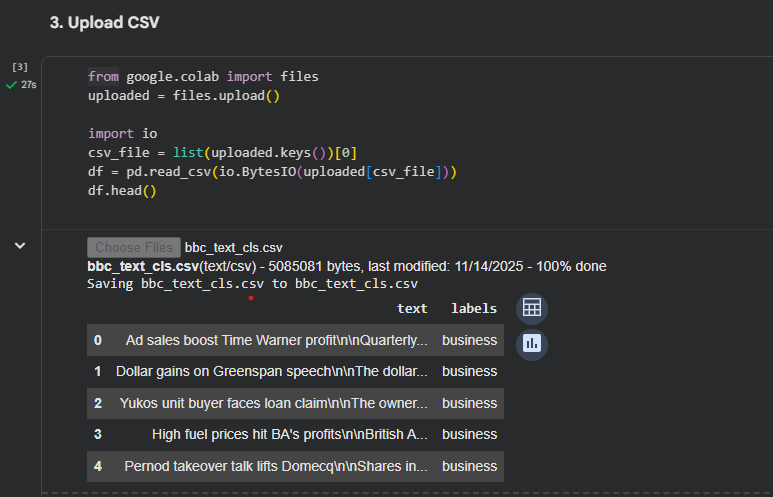 3. Upload CSV
[3]
27s
from google.colab import files
uploaded = files.upload()
import io
csv_file = list(uploaded.keys())[0]
df = pd.read_csv(io.BytesIO(uploaded[csv_file]))
df.head()
Choose Files bbc_text_cls.csv
bbc_text_cls.csv(text/csv) - 5085081 bytes, last modified: 11/14/2025 - 100% done
Saving bbc_text_cls.csv to bbc_text_cls.csv
text labels
0 Ad sales boost Time Warner profit\n\nQuarterly... business
1 Dollar gains on Greenspan speech\n\nThe dollar... business
2 Yukos unit buyer faces loan claim\n\nThe owner... business
3 High fuel prices hit BA's profits\n\nBritish A... business
4 Pernod takeover talk lifts Domecq\n\nShares in... business